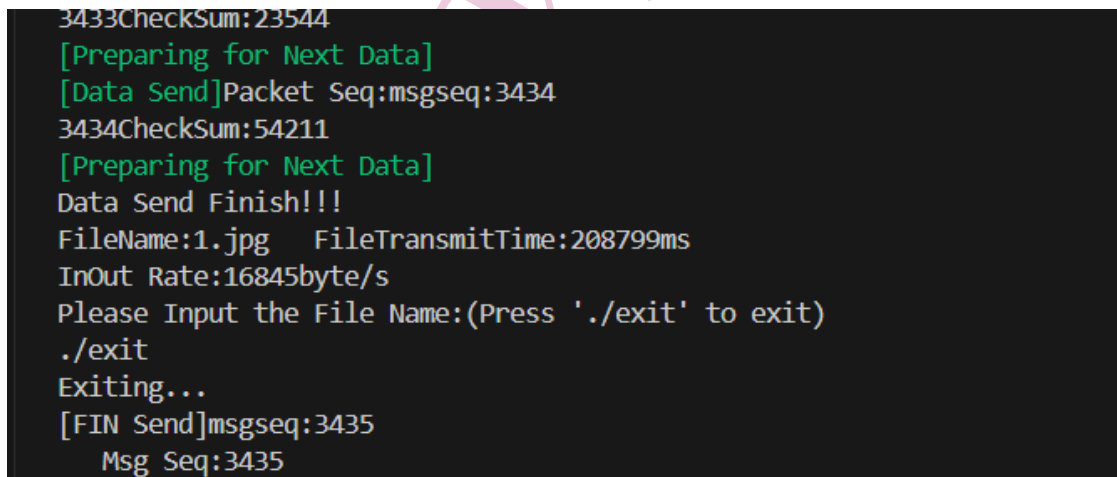 3433CheckSum:23544
[Preparing for Next Data]
[Data Send]Packet Seq:msgseq:3434
3434CheckSum:54211
[Preparing for Next Data]
Data Send Finish!!!
FileName:1.jpg   FileTransmitTime:208799ms
InOut Rate:16845byte/s
Please Input the File Name:(Press './exit' to exit)
./exit
Exiting...
[FIN Send]msgseq:3435
   Msg Seq:3435